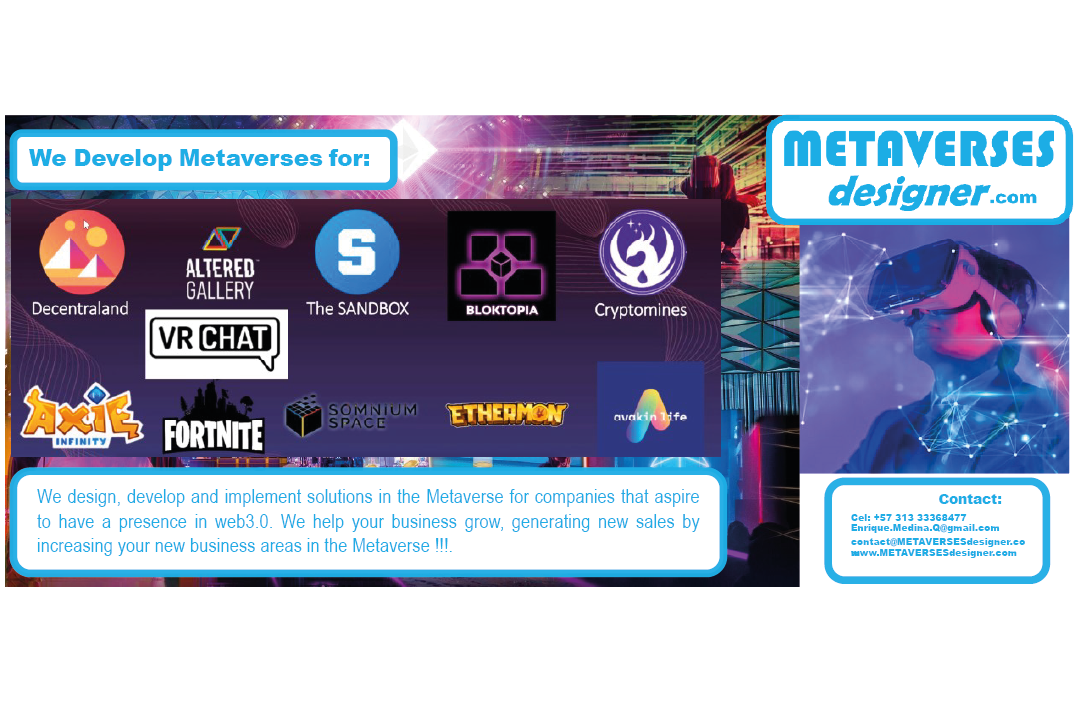 We Develop Metaverses for:
METAVERSES
designer.com
Decentraland
ALTERED
GALLERY
The SANDBOX
S
BLOKTOPIA
Cryptomines
VR CHAT
AXIE
INFINITY
FORTNITE
SOMNIUM
SPACE
ETHERMON
avakin life
We design, develop and implement solutions in the Metaverse for companies that aspire
to have a presence in web3.0. We help your business grow, generating new sales by
increasing your new business areas in the Metaverse !!!.
Contact:
Cel: +57 313 33368477
Enrique.Medina.Q@gmail.com
contact@METAVERSESdesigner.co
www.METAVERSESdesigner.com